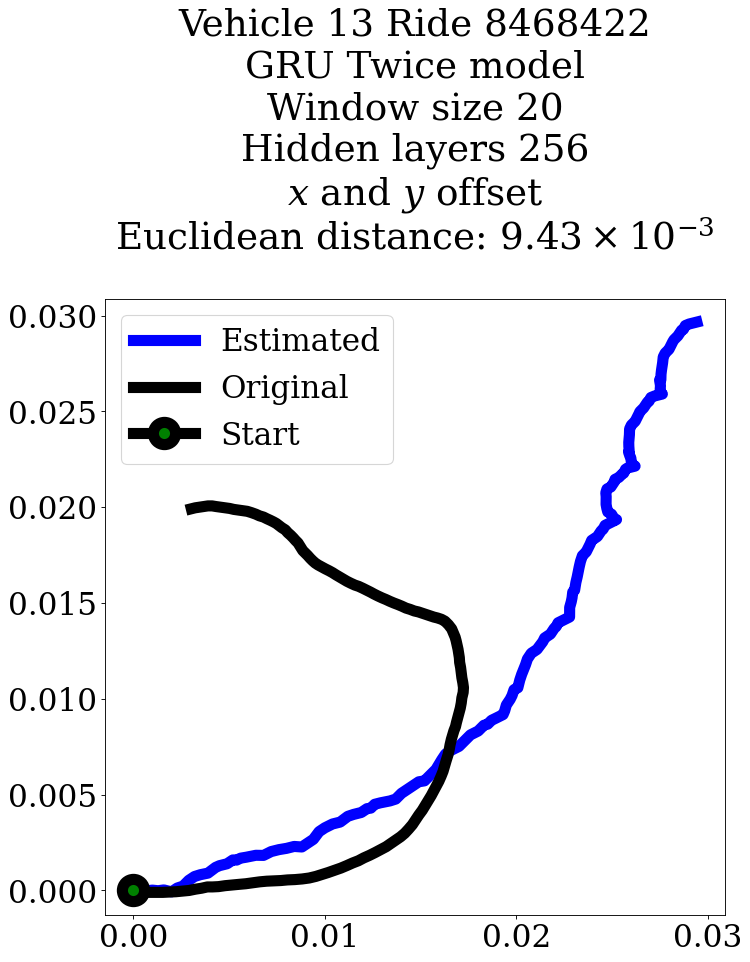 Vehicle 13 Ride 8468422
GRU Twice model
Window size 20
Hidden layers 256
x and y offset
Euclidean distance: 9.43 × 10⁻³
Estimated
Original
Start
0.030
0.025
0.020
0.015
0.010
0.005
0.000
0.00 0.01 0.02 0.03